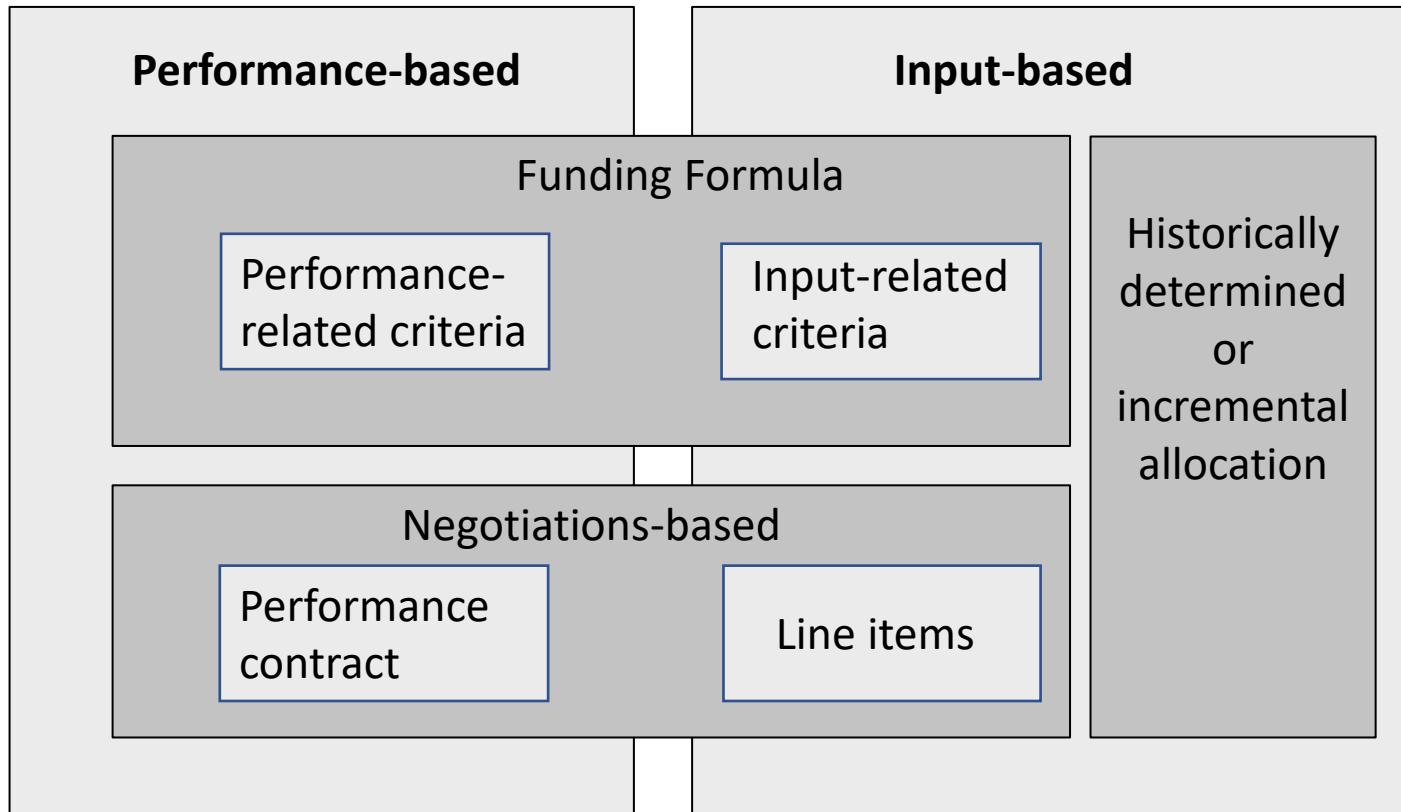 Performance-based
Input-based
Funding Formula
Performance-
related criteria
Input-related
criteria
Historically
determined
or
incremental
allocation
Negotiations-based
Performance
contract
Line items